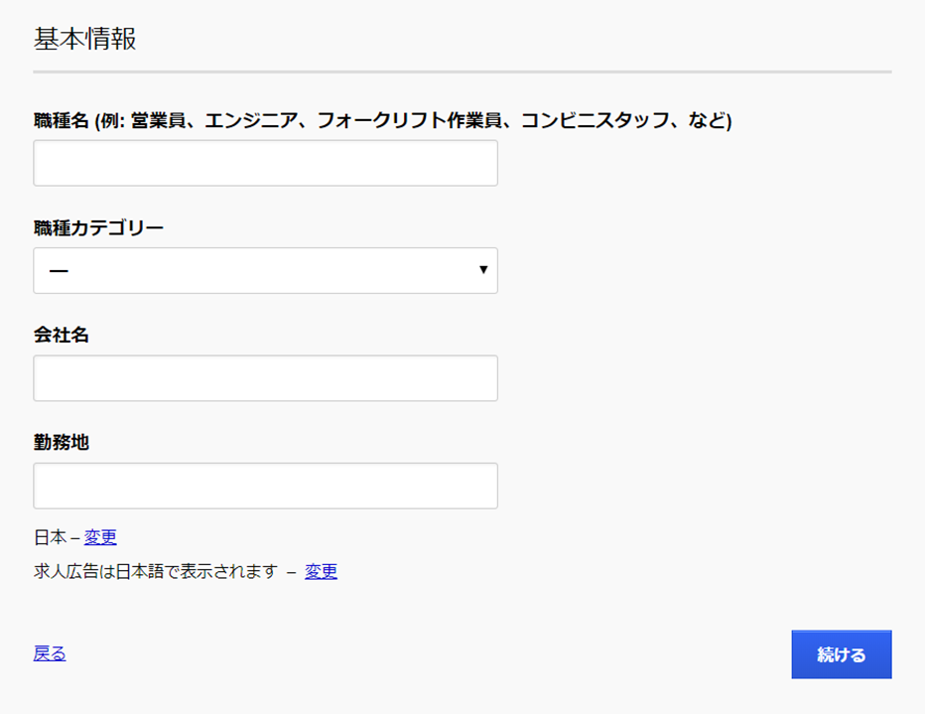 基本情報
職種名 (例: 営業員、エンジニア、フォークリフト作業員、コンビニスタッフ、など)
職種カテゴリー
—
会社名
勤務地
日本 – 変更
求人広告は日本語で表示されます – 変更
戻る
続ける